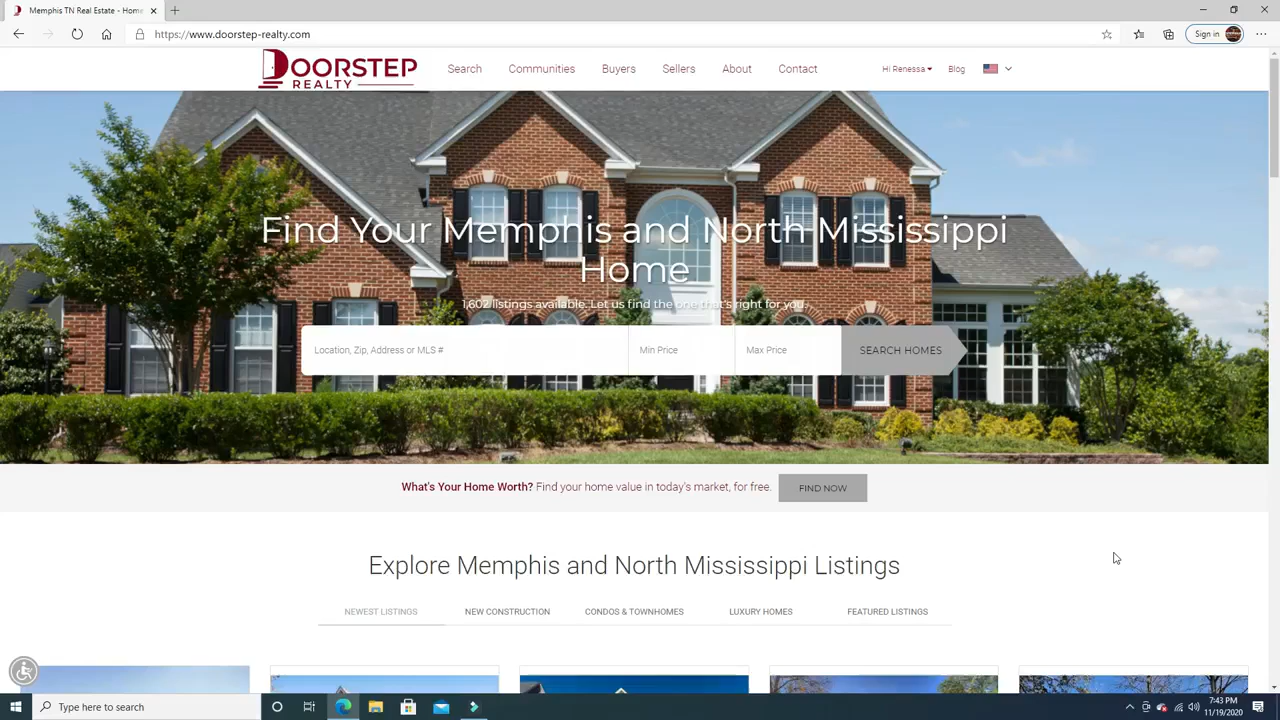 Memphis TN Real Estate - Home
https://www.doorstep-realty.com
Sign in
DOORSTEP
REALTY
Search
Communities
Buyers
Sellers
About
Contact
Hi Renessa
Blog
Find Your Memphis and North Mississippi
Home
1,602 listings available. Let us find the one that's right for you.
Location, Zip, Address or MLS #
Min Price
Max Price
SEARCH HOMES
What's Your Home Worth? Find your home value in today's market, for free.
FIND NOW
Explore Memphis and North Mississippi Listings
NEWEST LISTINGS
NEW CONSTRUCTION
CONDOS & TOWNHOMES
LUXURY HOMES
FEATURED LISTINGS
Type here to search
7:43 PM
11/19/2020